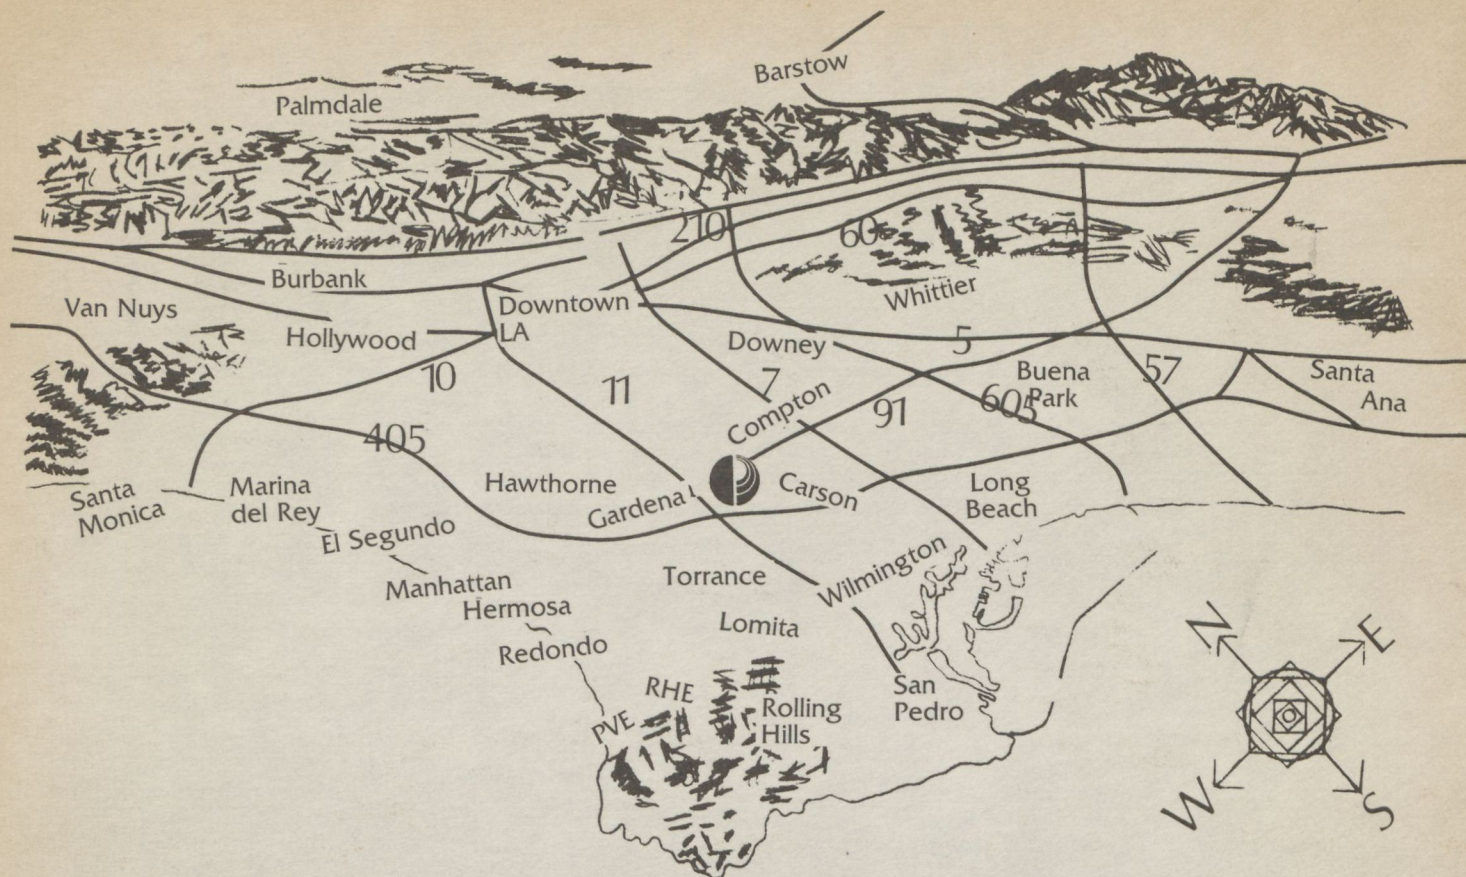 Barstow
Palmdale
210
60
Burbank
Whittier
Van Nuys
Downtown
LA
Hollywood
Downey
5
10
11
7
Buena
Park
57
Santa
Ana
Compton
91
605
405
Santa
Monica
Marina
del Rey
Hawthorne
Gardena
Carson
Long
Beach
El Segundo
Manhattan
Hermosa
Redondo
Torrance
Wilmington
Lomita
RHE
PVE
Rolling
Hills
San
Pedro
N
E
W
S